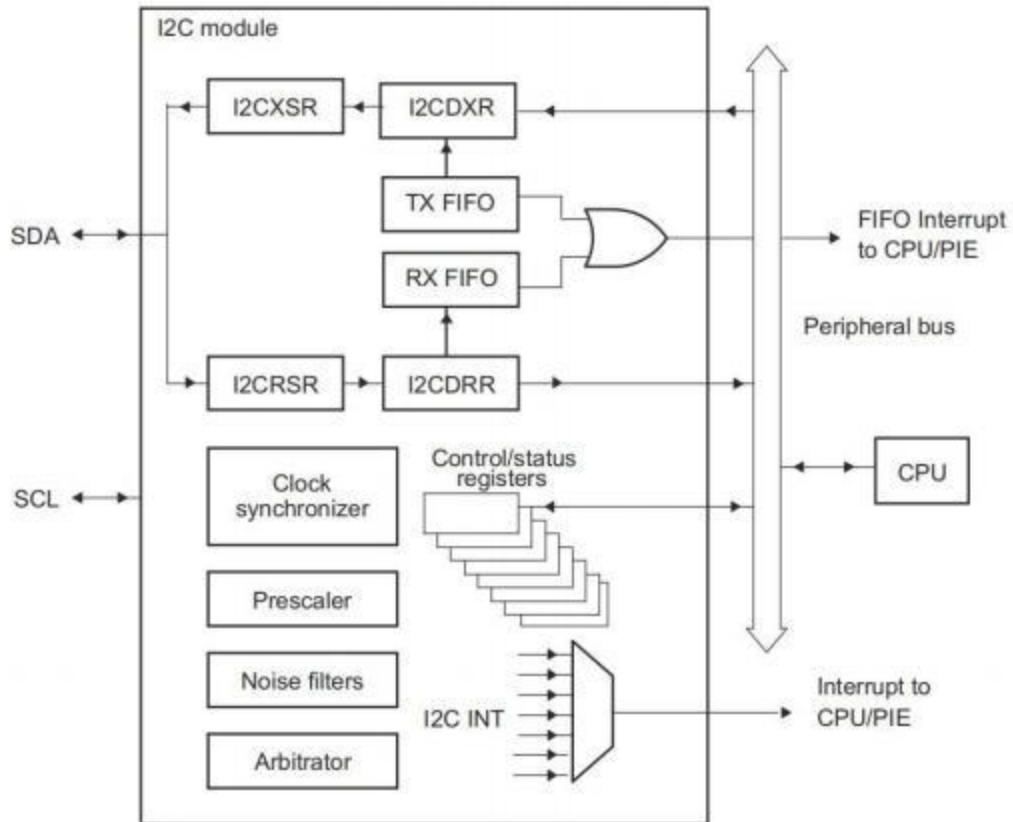 I2C module
I2CXSR
I2CDXR
TX FIFO
SDA
FIFO Interrupt
to CPU/PIE
RX FIFO
Peripheral bus
I2CRSR
I2CDRR
Control/status
registers
CPU
SCL
Clock
synchronizer
Prescaler
Noise filters
I2C INT
Interrupt to
CPU/PIE
Arbitrator